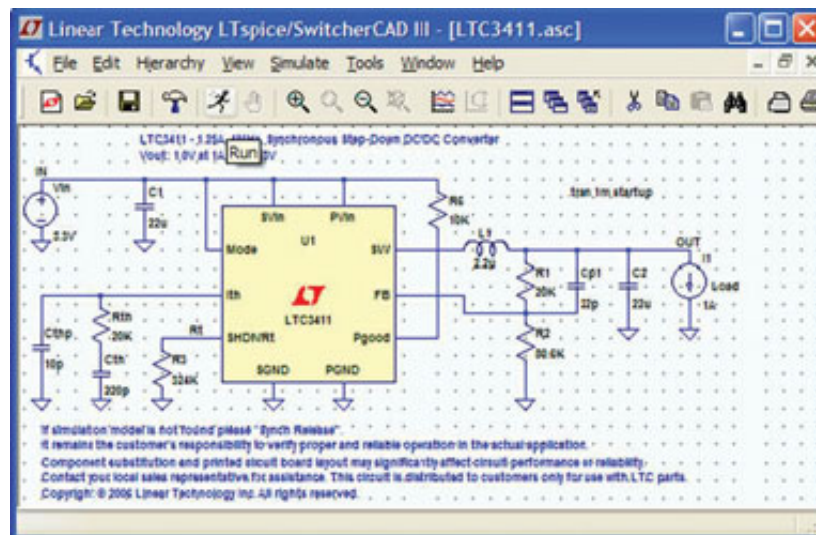 Linear Technology LTspice/SwitcherCAD III - [LTC3411.asc]
File Edit Hierarchy View Simulate Tools Window Help
LTC3411 - 1.25A, Synchronous Step-Down DC/DC Converter
Vout: 1.0V at 1A
Run
IN
Vin
3.3V
C1
22u
SVin
PVin
U1
Mode
SW
Ith
FB
LTC3411
SHDN/Rt
Pgood
SGND
PGND
R6
10K
.tran 1m startup
L1
2.2u
OUT
I1
Load
1A
R1
20K
Cp1
22p
C2
22u
R2
80.6K
Cthp
10p
Rth
20K
Cth
220p
Rt
R3
324K
If simulation model is not found please "Synch Release".
It remains the customer's responsibility to verify proper and reliable operation in the actual application.
Component substitution and printed circuit board layout may significantly affect circuit performance or reliability.
Contact your local sales representative for assistance. This circuit is distributed to customers only for use with LTC parts.
Copyright © 2006 Linear Technology Inc. All rights reserved.